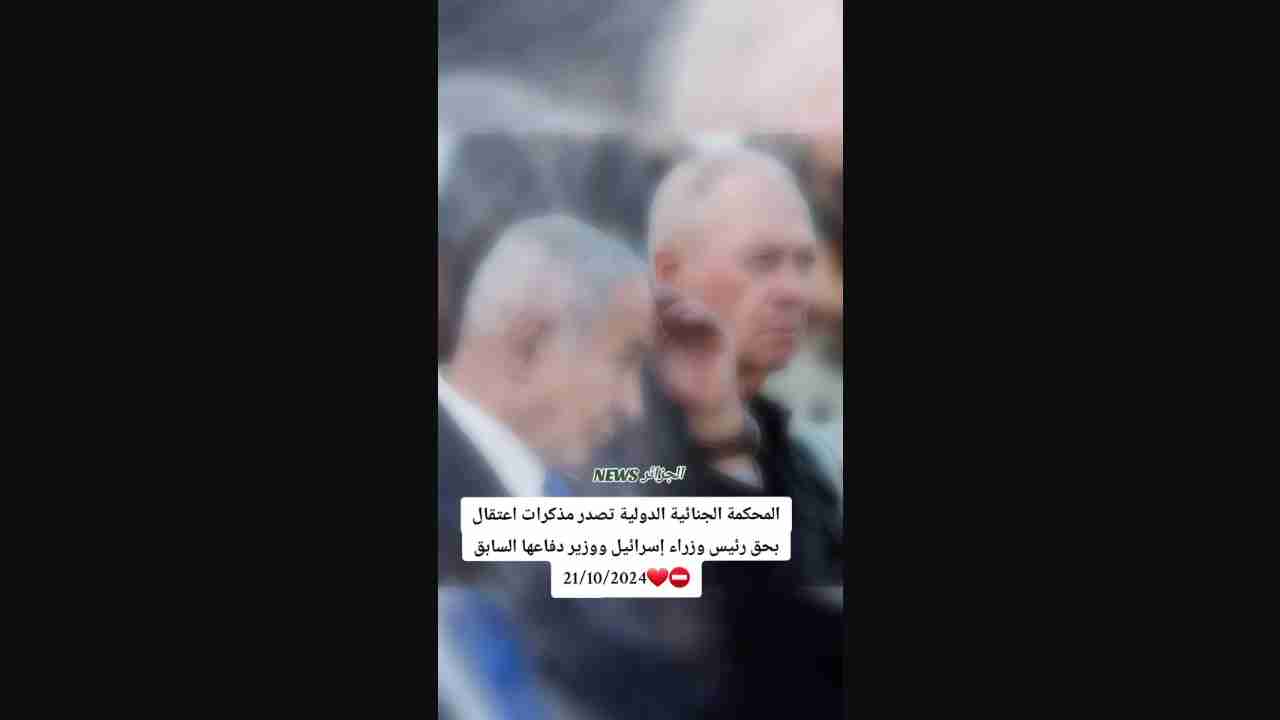 الجزائر NEWS
المحكمة الجنائية الدولية تصدر مذكرات اعتقال
بحق رئيس وزراء إسرائيل ووزير دفاعها السابق
⛔❤️21/10/2024